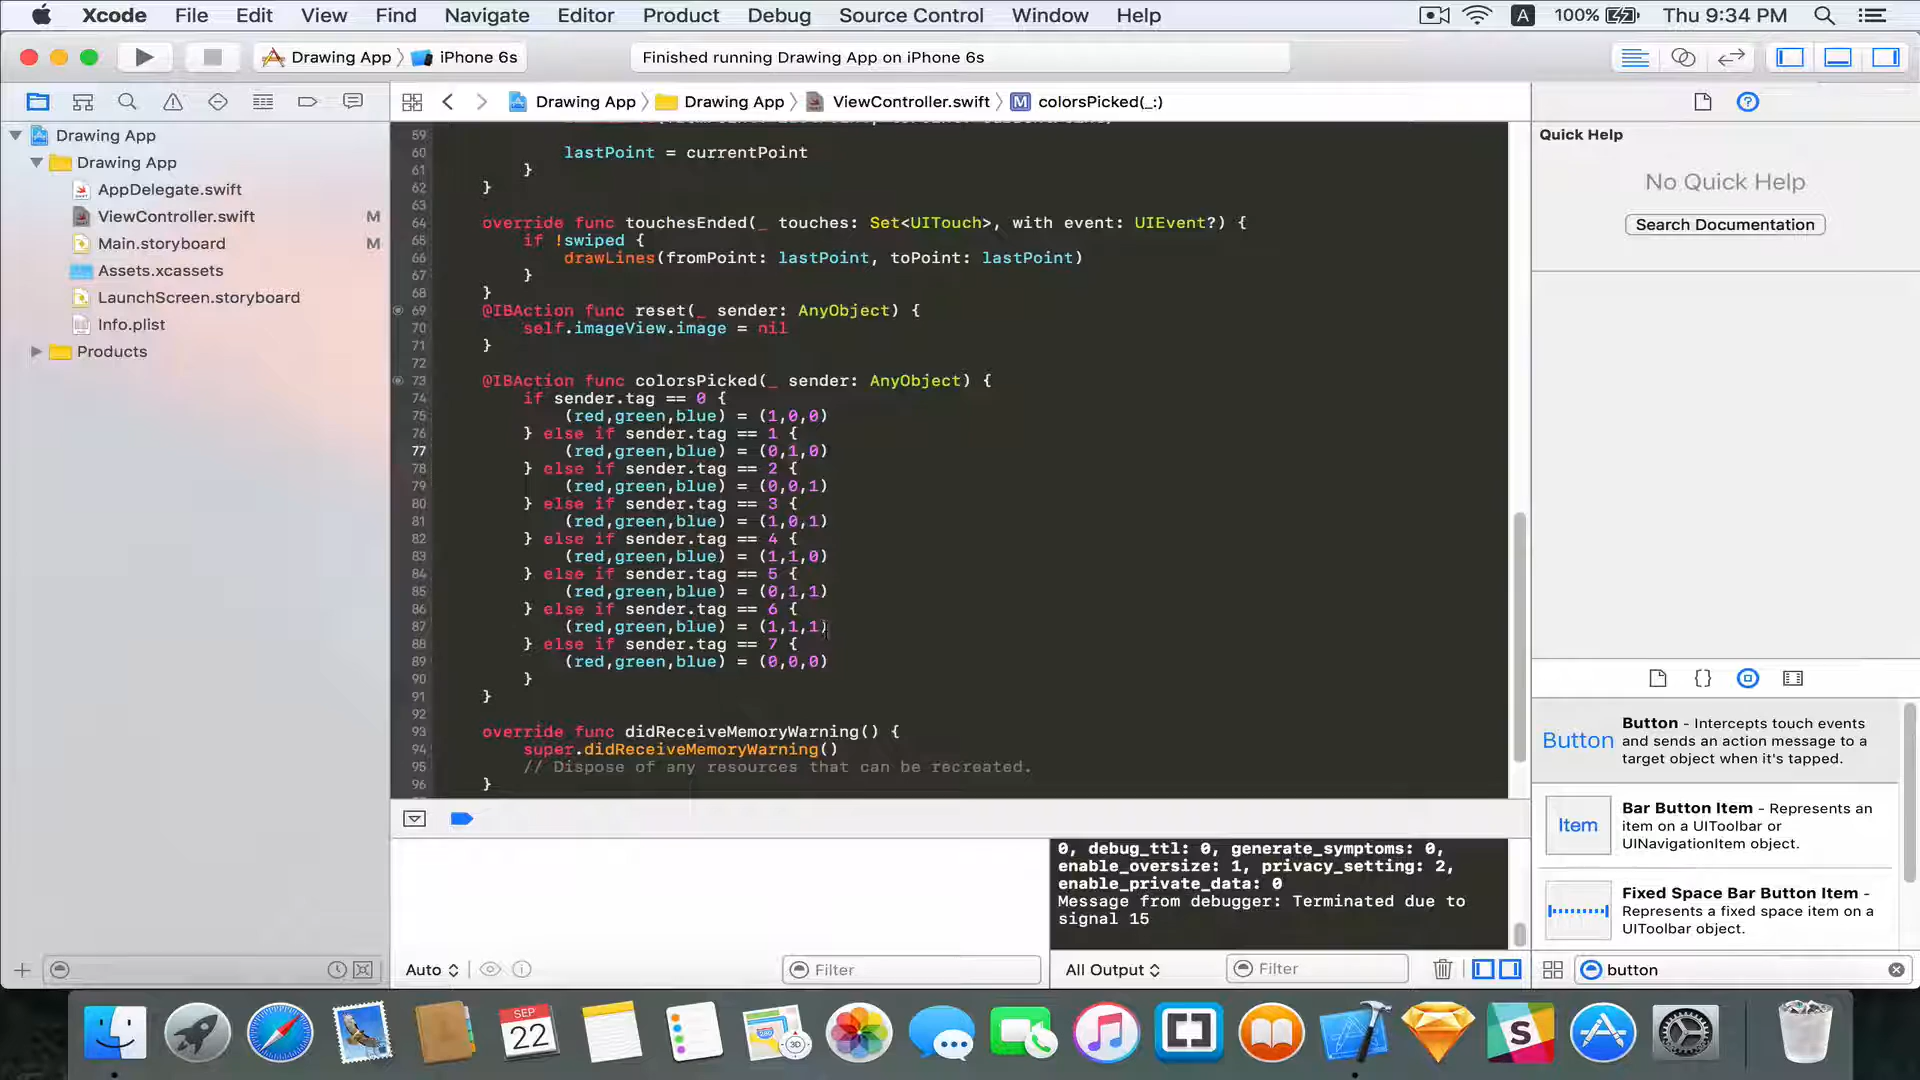 Xcode File Edit View Find Navigate Editor Product Debug Source Control Window Help A 100% Thu 9:34 PM
Drawing App iPhone 6s Finished running Drawing App on iPhone 6s
Drawing App Drawing App ViewController.swift M colorsPicked(_:)
Drawing App
Drawing App
AppDelegate.swift
ViewController.swift M
Main.storyboard M
Assets.xcassets
LaunchScreen.storyboard
Info.plist
Products
59
60 lastPoint = currentPoint
61 }
62 }
63
64 override func touchesEnded(_ touches: Set<UITouch>, with event: UIEvent?) {
65 if !swiped {
66 drawLines(fromPoint: lastPoint, toPoint: lastPoint)
67 }
68 }
69 @IBAction func reset(_ sender: AnyObject) {
70 self.imageView.image = nil
71 }
72
73 @IBAction func colorsPicked(_ sender: AnyObject) {
74 if sender.tag == 0 {
75 (red,green,blue) = (1,0,0)
76 } else if sender.tag == 1 {
77 (red,green,blue) = (0,1,0)
78 } else if sender.tag == 2 {
79 (red,green,blue) = (0,0,1)
80 } else if sender.tag == 3 {
81 (red,green,blue) = (1,0,1)
82 } else if sender.tag == 4 {
83 (red,green,blue) = (1,1,0)
84 } else if sender.tag == 5 {
85 (red,green,blue) = (0,1,1)
86 } else if sender.tag == 6 {
87 (red,green,blue) = (1,1,1)
88 } else if sender.tag == 7 {
89 (red,green,blue) = (0,0,0)
90 }
91 }
92
93 override func didReceiveMemoryWarning() {
94 super.didReceiveMemoryWarning()
95 // Dispose of any resources that can be recreated.
96 }
Quick Help
No Quick Help
Search Documentation
Button Button - Intercepts touch events
and sends an action message to a
target object when it's tapped.
Item Bar Button Item - Represents an
item on a UIToolbar or
UINavigationItem object.
Fixed Space Bar Button Item -
Represents a fixed space item on a
UIToolbar object.
button
0, debug_ttl: 0, generate_symptoms: 0,
enable_oversize: 1, privacy_setting: 2,
enable_private_data: 0
Message from debugger: Terminated due to
signal 15
Auto Filter All Output Filter
SEP
22
280
3D
S